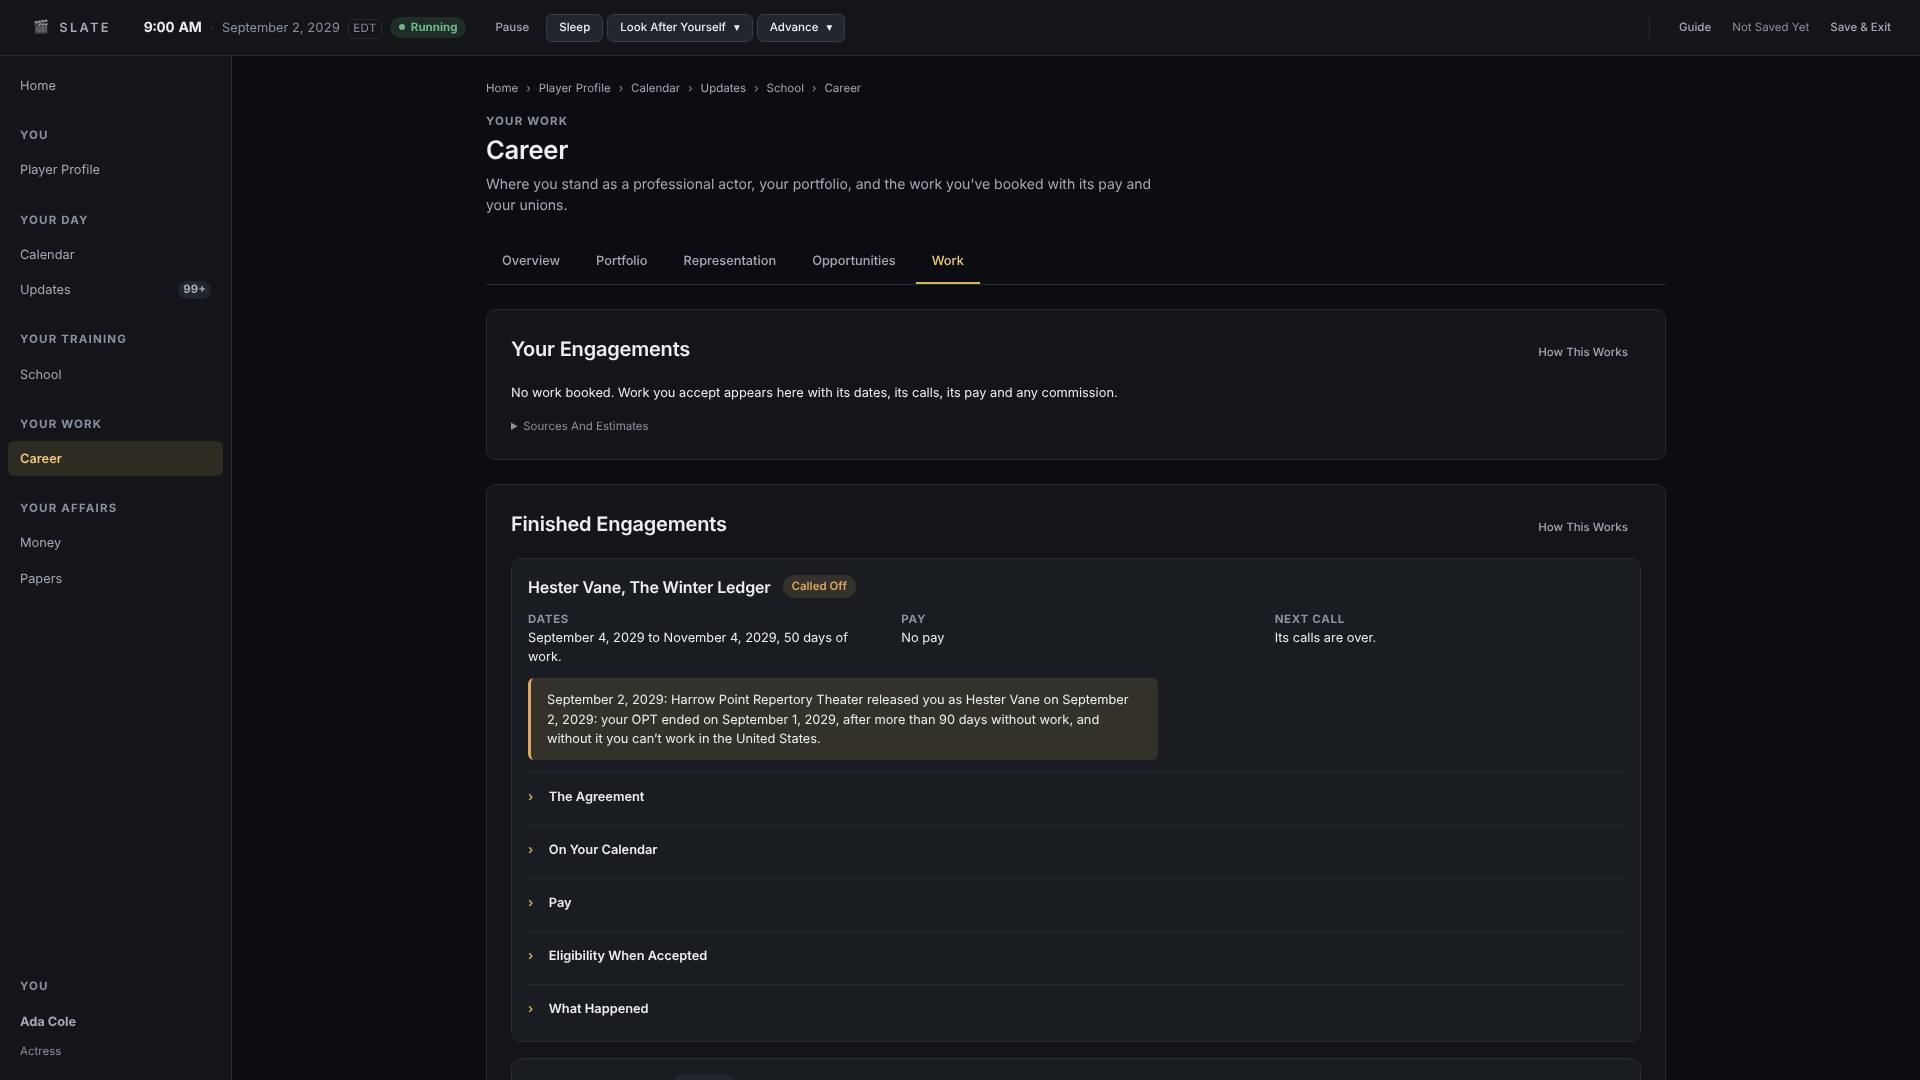 SLATE
9:00 AM · September 2, 2029 EDT Running
Pause
Sleep
Look After Yourself ▾
Advance ▾
Guide
Not Saved Yet
Save & Exit
Home
YOU
Player Profile
YOUR DAY
Calendar
Updates 99+
YOUR TRAINING
School
YOUR WORK
Career
YOUR AFFAIRS
Money
Papers
YOU
Ada Cole
Actress
Home › Player Profile › Calendar › Updates › School › Career
YOUR WORK
Career
Where you stand as a professional actor, your portfolio, and the work you’ve booked with its pay and
your unions.
Overview Portfolio Representation Opportunities Work
Your Engagements
How This Works
No work booked. Work you accept appears here with its dates, its calls, its pay and any commission.
▶ Sources And Estimates
Finished Engagements
How This Works
Hester Vane, The Winter Ledger Called Off
DATES
September 4, 2029 to November 4, 2029, 50 days of
work.
PAY
No pay
NEXT CALL
Its calls are over.
September 2, 2029: Harrow Point Repertory Theater released you as Hester Vane on September
2, 2029: your OPT ended on September 1, 2029, after more than 90 days without work, and
without it you can’t work in the United States.
› The Agreement
› On Your Calendar
› Pay
› Eligibility When Accepted
› What Happened